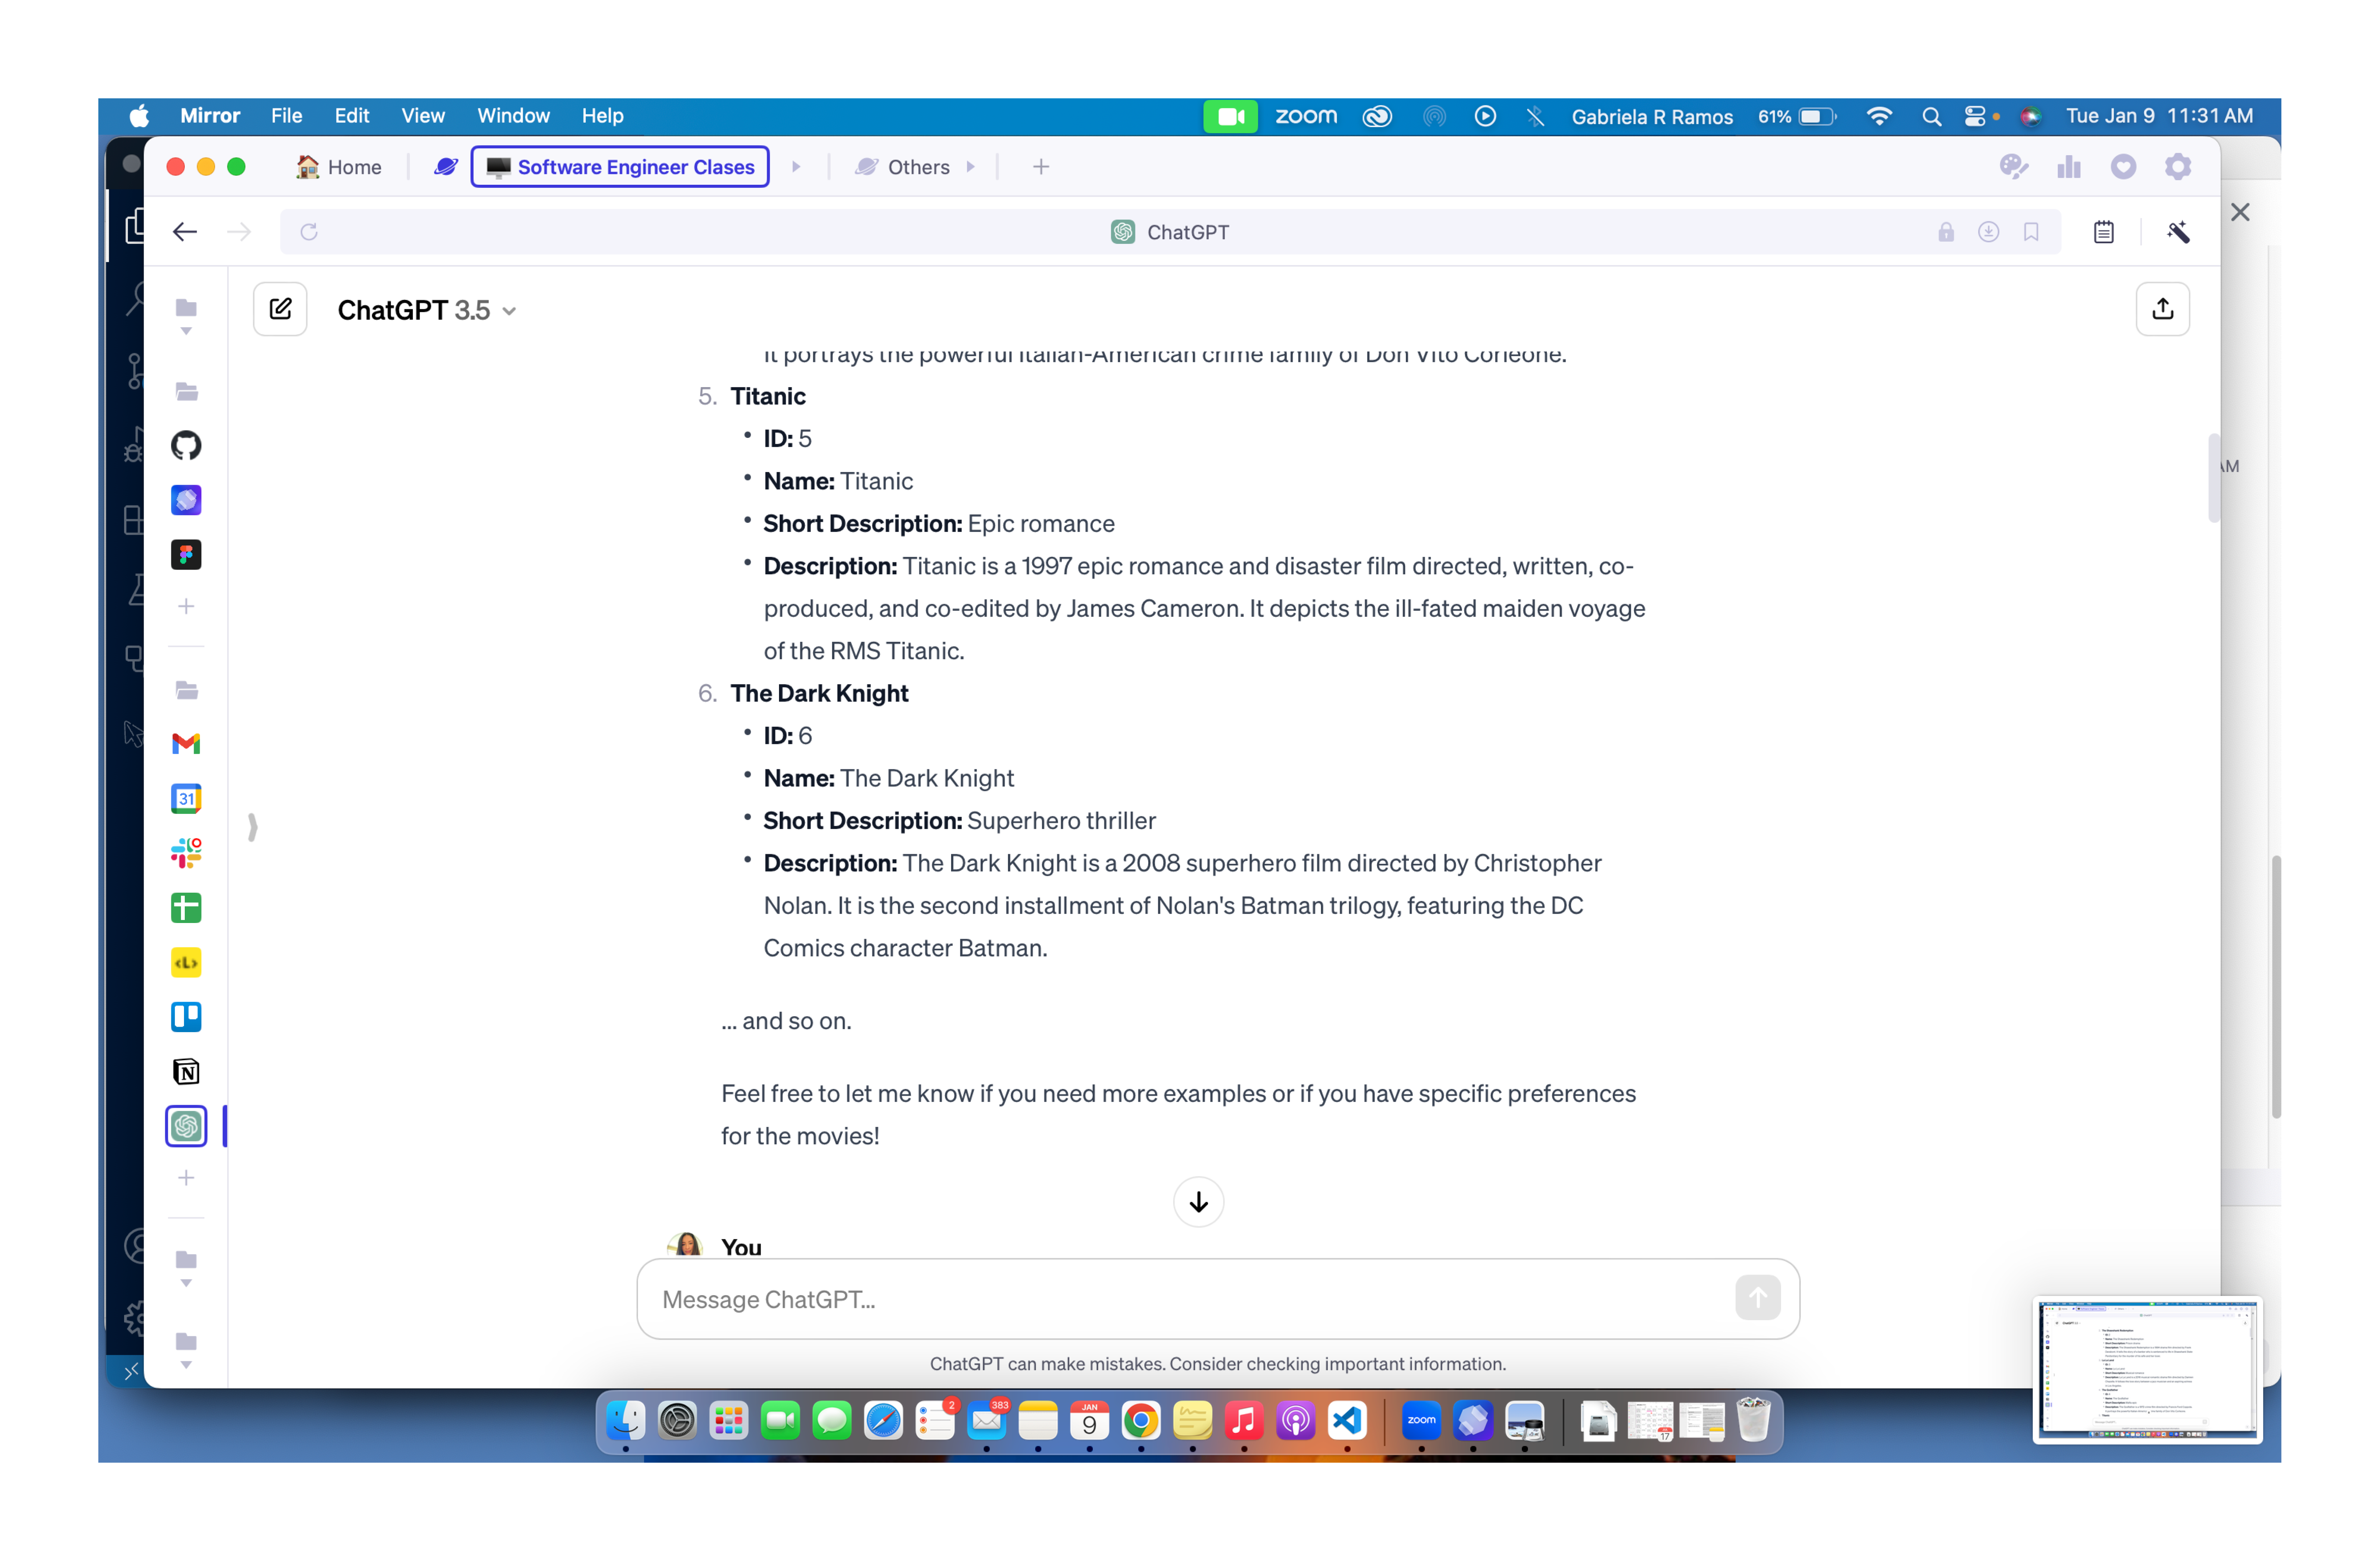 Mirror File Edit View Window Help zoom Gabriela R Ramos 61% Tue Jan 9 11:31 AM
Home Software Engineer Clases Others
ChatGPT
ChatGPT 3.5
It portrays the powerful Italian-American crime family of Don Vito Corleone.
AM
5. Titanic
• ID: 5
• Name: Titanic
• Short Description: Epic romance
• Description: Titanic is a 1997 epic romance and disaster film directed, written, co-
produced, and co-edited by James Cameron. It depicts the ill-fated maiden voyage
of the RMS Titanic.
6. The Dark Knight
• ID: 6
• Name: The Dark Knight
• Short Description: Superhero thriller
• Description: The Dark Knight is a 2008 superhero film directed by Christopher
Nolan. It is the second installment of Nolan's Batman trilogy, featuring the DC
Comics character Batman.
... and so on.
Feel free to let me know if you need more examples or if you have specific preferences
for the movies!
You
Message ChatGPT...
ChatGPT can make mistakes. Consider checking important information.
31
<L>
N
2
383
JAN
9
zoom
17